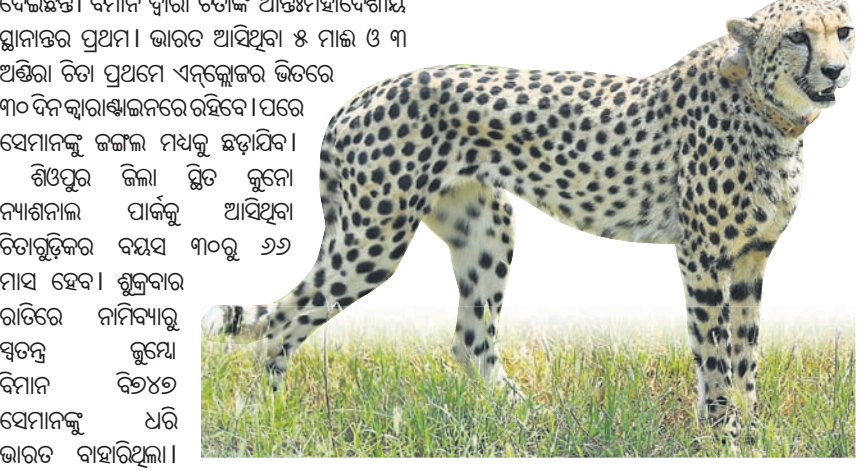 ଦେଇଛନ୍ତି। ବିମାନ ଦ୍ୱାରା ଚିତାଙ୍କ ଆନ୍ତଃମହାଦେଶୀୟ
ସ୍ଥାନାନ୍ତର ପ୍ରଥମ। ଭାରତ ଆସିଥିବା ୫ ମାଈ ଓ ୩
ଅଣ୍ଡିରା ଚିତା ପ୍ରଥମେ ଏନ୍‌କ୍ଲୋଜର ଭିତରେ
୩୦ ଦିନ କ୍ୱାରାଣ୍ଟାଇନରେ ରହିବେ। ପରେ
ସେମାନଙ୍କୁ ଜଙ୍ଗଲ ମଧ୍ୟକୁ ଛଡ଼ାଯିବ।
ଶିଓପୁର ଜିଲା ସ୍ଥିତ କୁନୋ
ନ୍ୟାଶନାଲ ପାର୍କକୁ ଆସିଥିବା
ଚିତାଗୁଡ଼ିକର ବୟସ ୩୦ରୁ ୬୬
ମାସ ହେବ। ଶୁକ୍ରବାର
ରାତିରେ ନାମିବ୍ୟାରୁ
ସ୍ୱତନ୍ତ୍ର ଜୁମ୍ବୋ
ବିମାନ ବି୭୪୭
ସେମାନଙ୍କୁ ଧରି
ଭାରତ ବାହାରିଥିଲା।